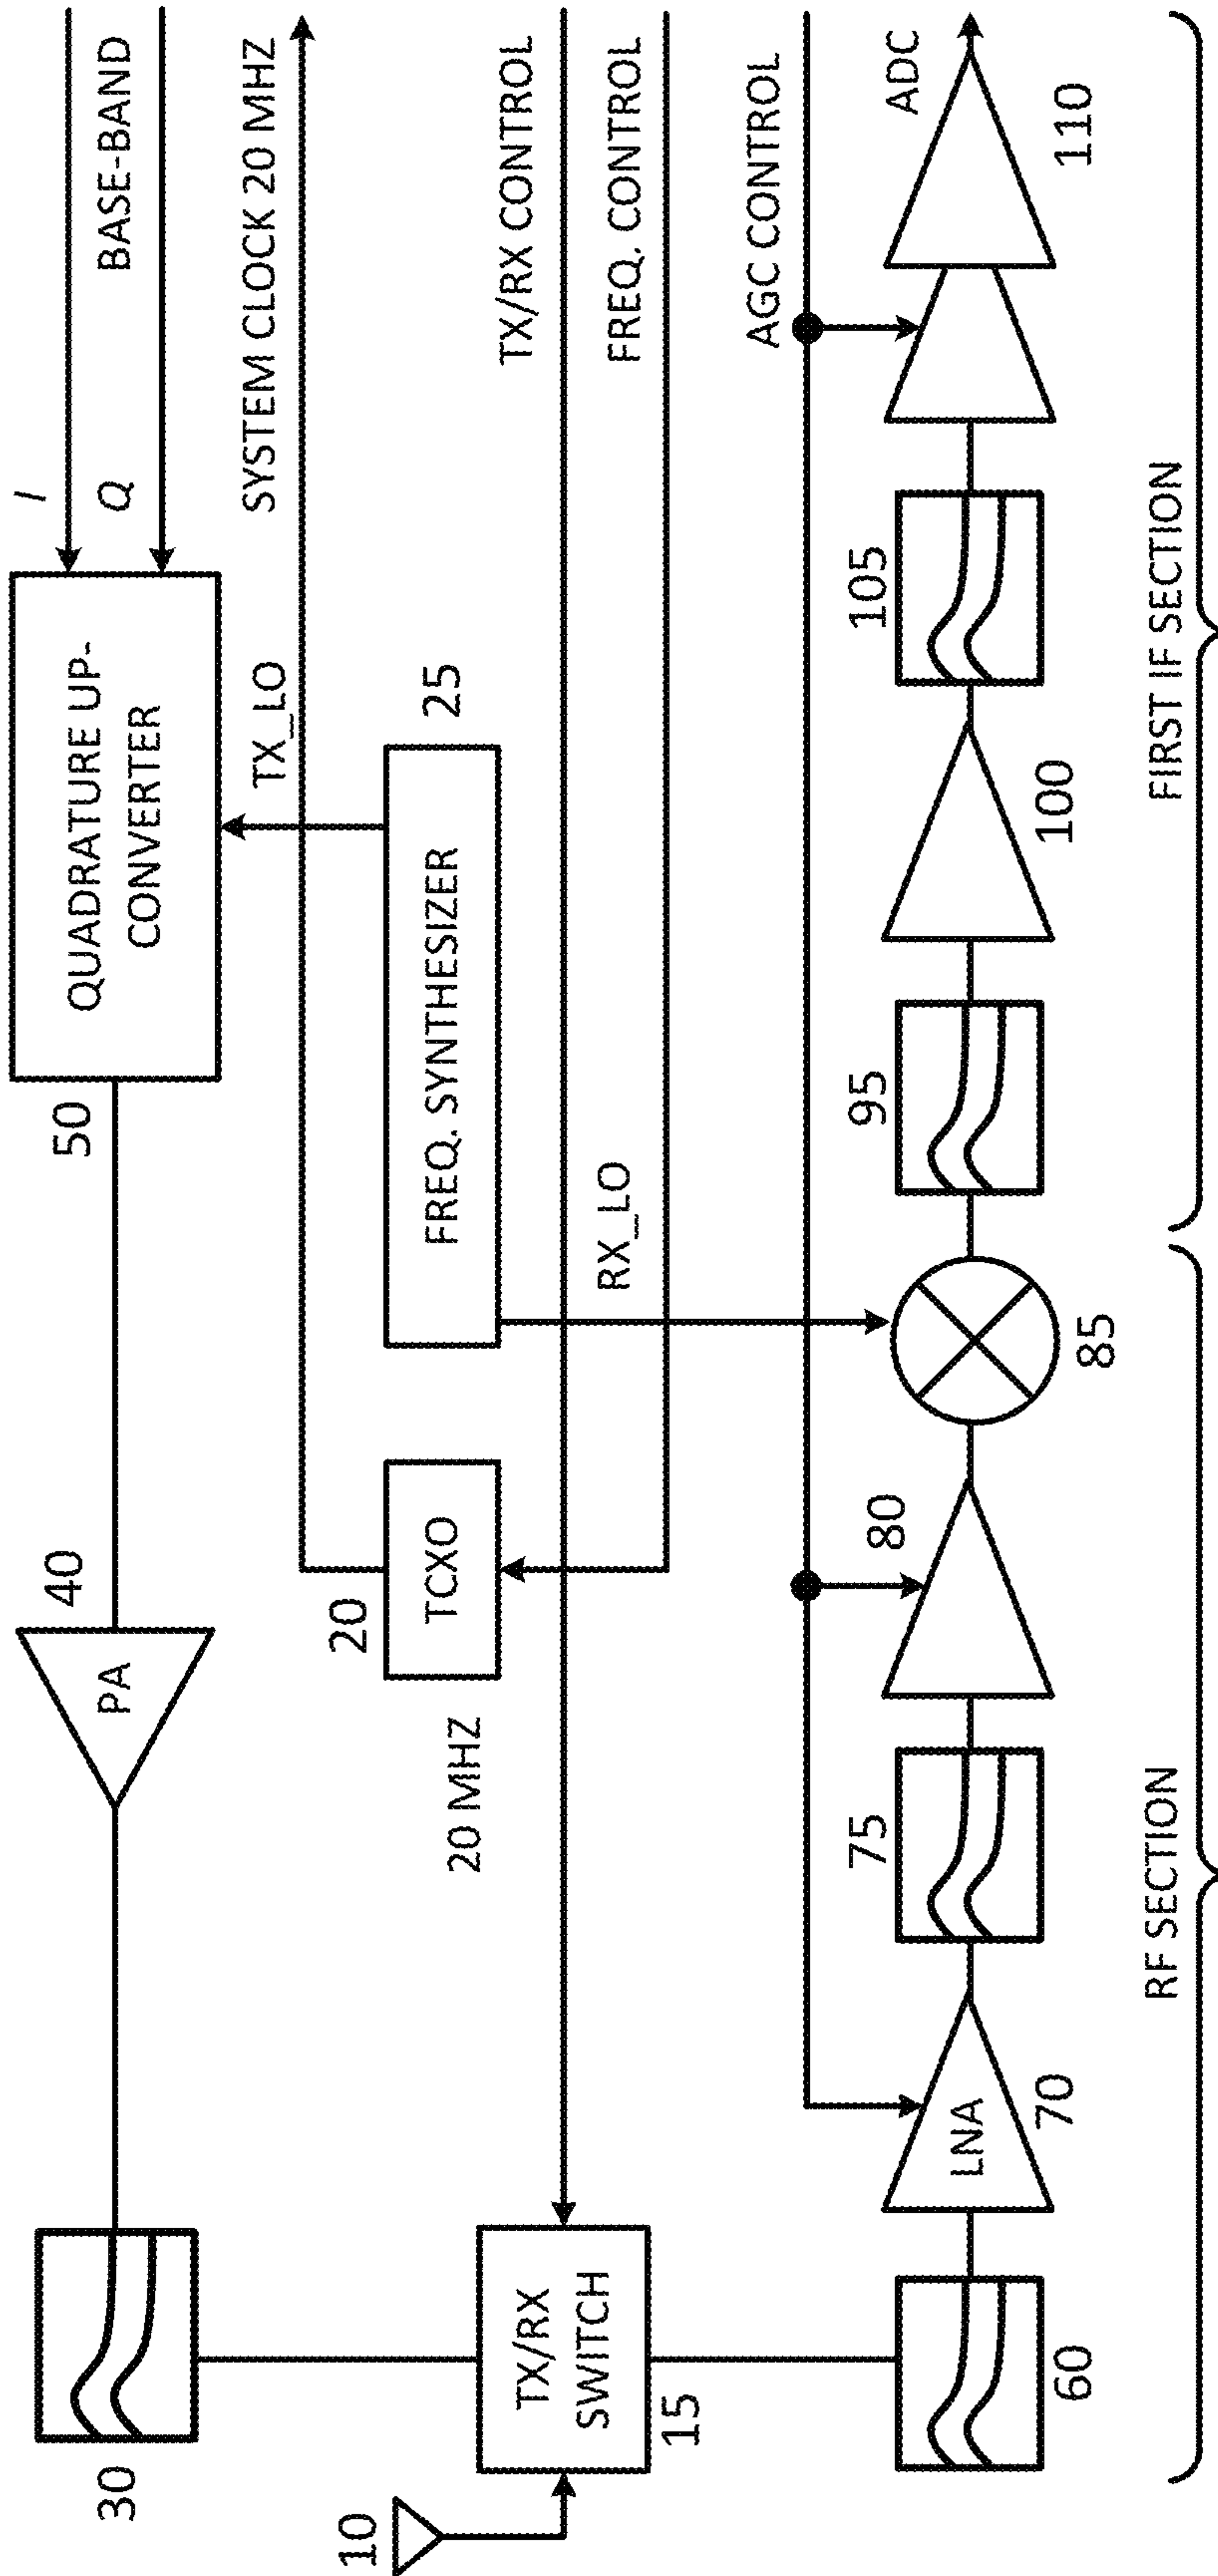 I
Q
BASE-BAND
50
QUADRATURE UP-
CONVERTER
40
PA
30
SYSTEM CLOCK 20 MHZ
TX_LO
25
FREQ. SYNTHESIZER
20
TCXO
20 MHZ
10
TX/RX
SWITCH
15
TX/RX CONTROL
FREQ. CONTROL
RX_LO
AGC CONTROL
60
LNA
70
75
80
85
95
100
105
110
ADC
RF SECTION
FIRST IF SECTION